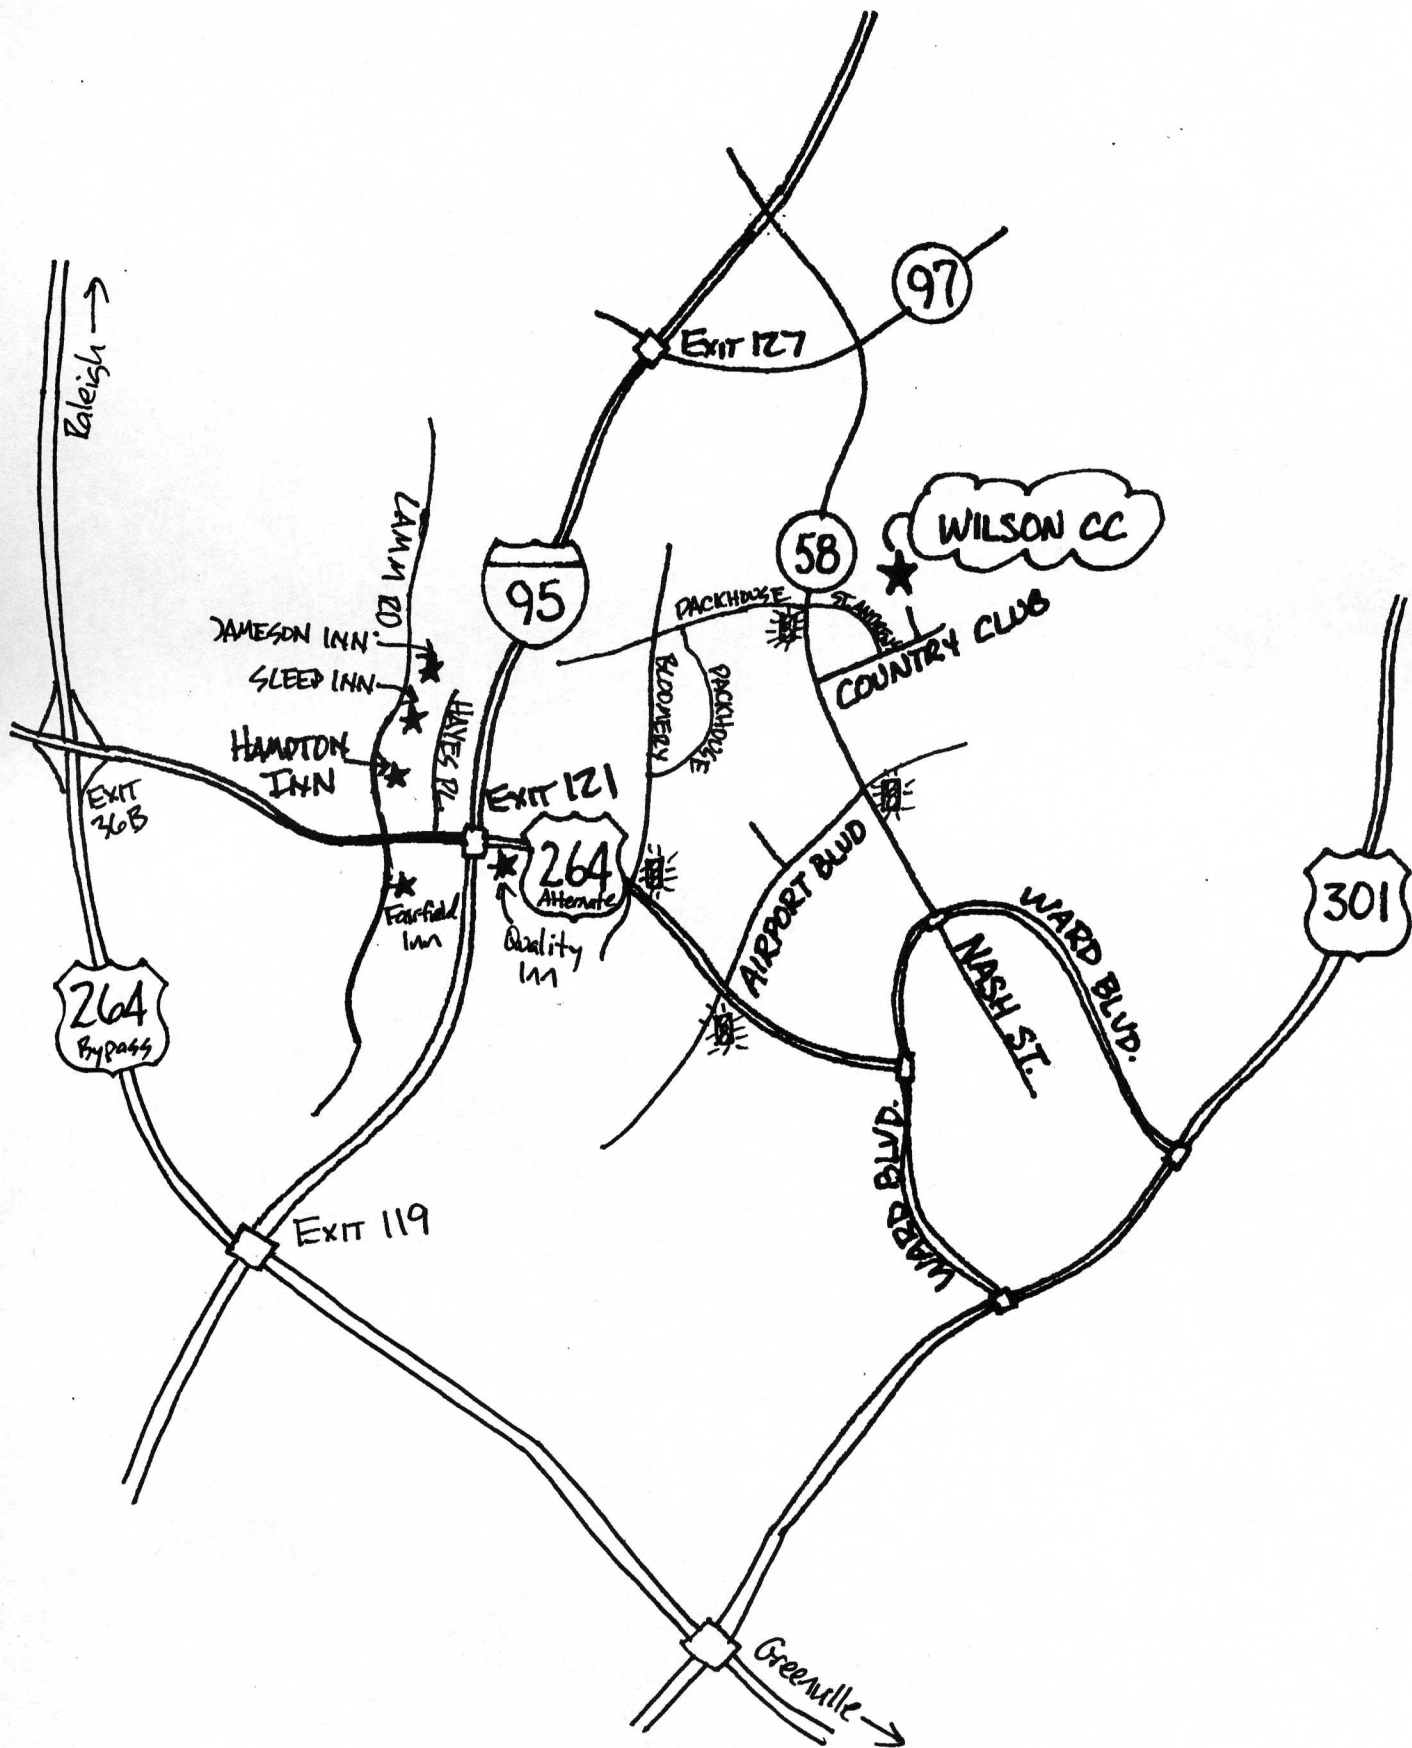 97
Exit 127
Raleigh →
LAMM RD
WILSON CC
58
95
PACKHOUSE
ST. ANDREWS
COUNTRY CLUB
JAMESON INN
SLEEP INN
HAMPTON
INN
HAYES PL.
BLOOMERY
PACKHOUSE
EXIT
36B
EXIT 121
264
Alternate
AIRPORT BLVD
Fairfield
Inn
Quality
Inn
WARD BLVD.
301
NASH ST.
264
Bypass
WARD BLVD.
EXIT 119
Greenville →